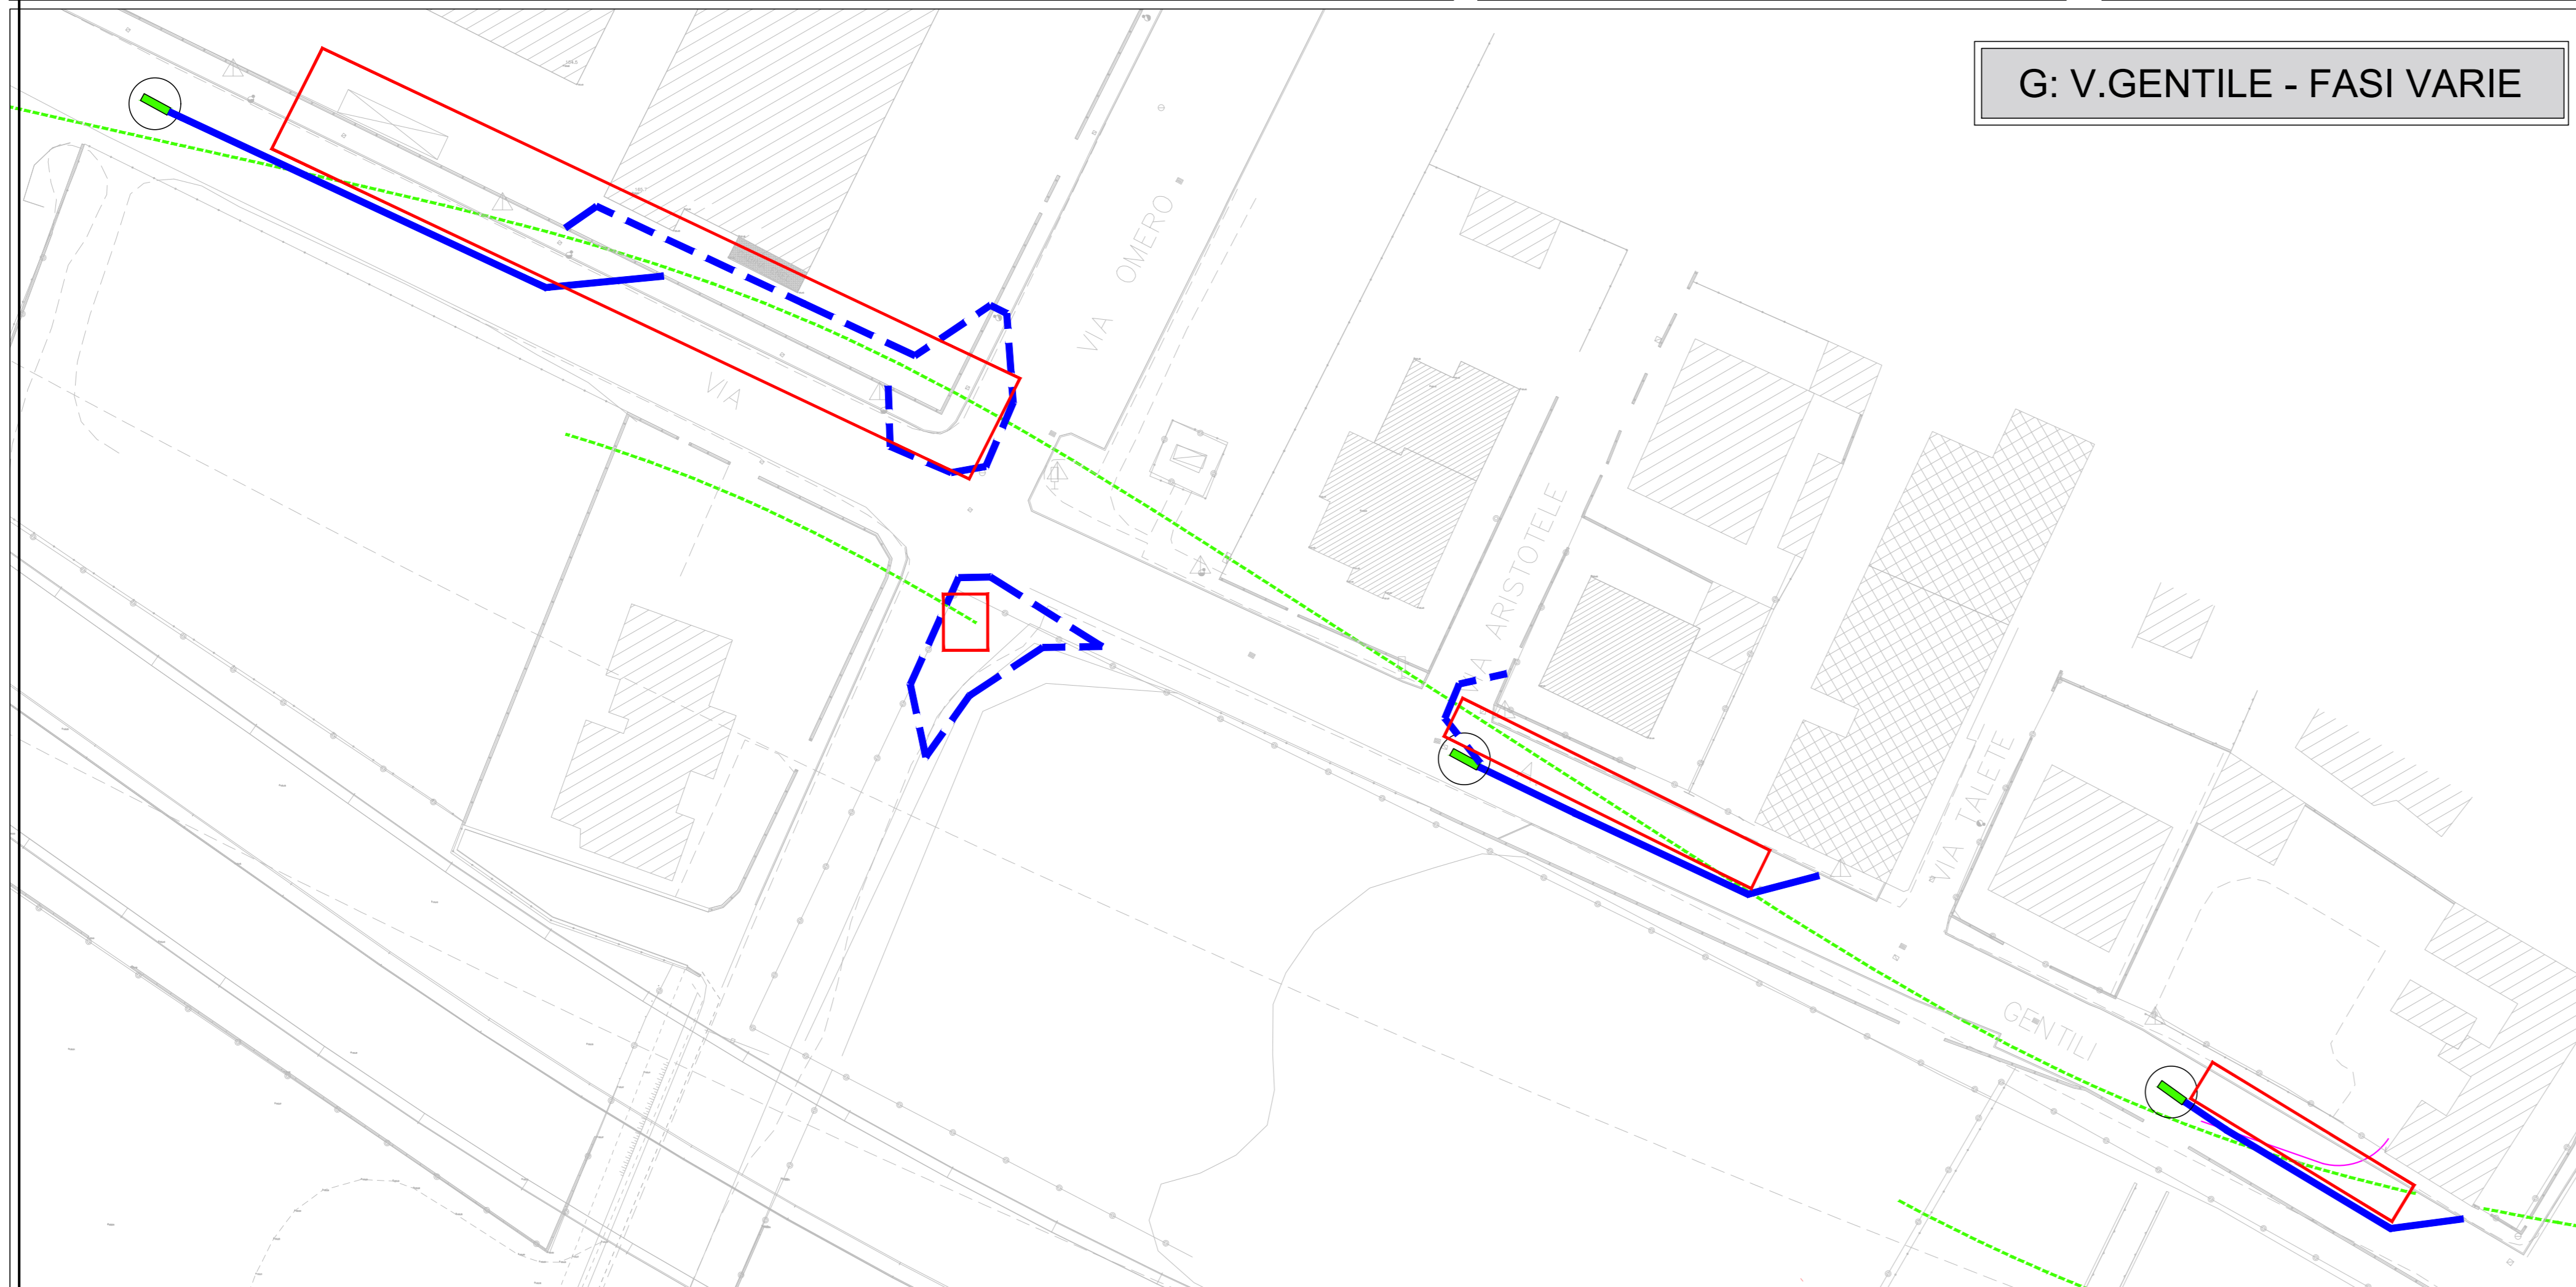 G: V.GENTILE - FASI VARIE
VIA OMERO
VIA
ARISTOTELE
VIA TALETE
GENTILI